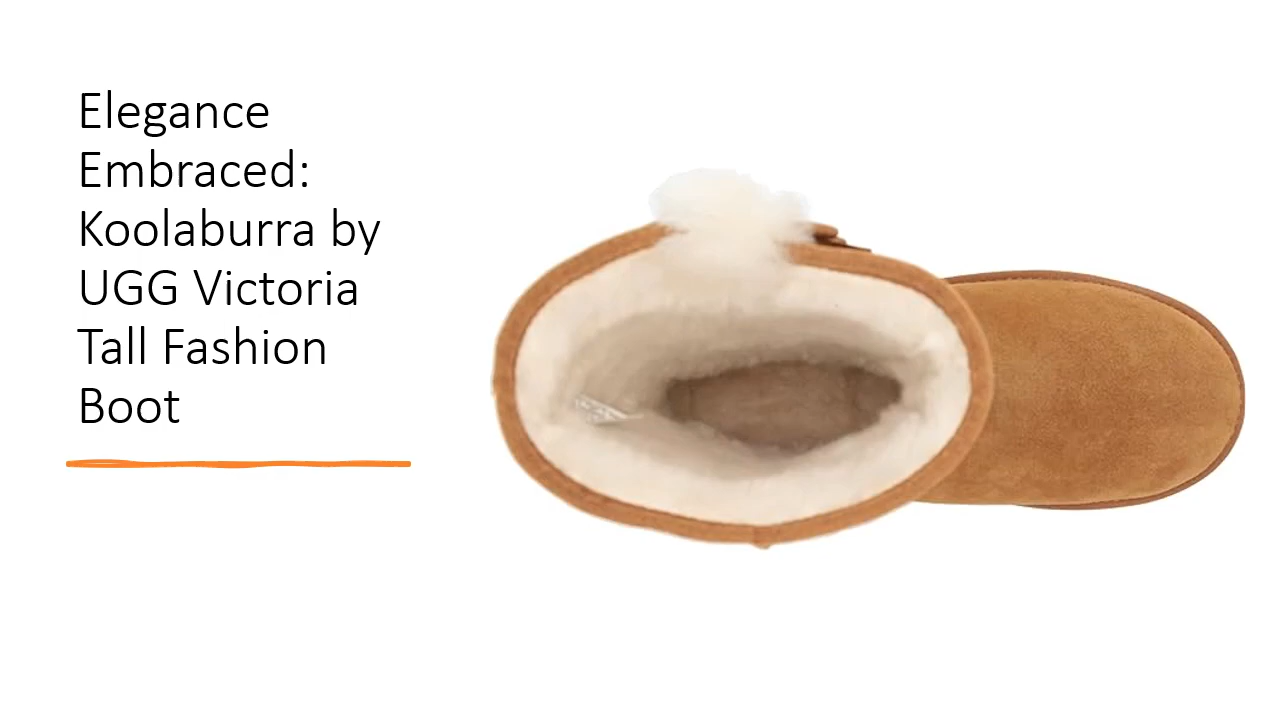 Elegance
Embraced:
Koolaburra by
UGG Victoria
Tall Fashion
Boot